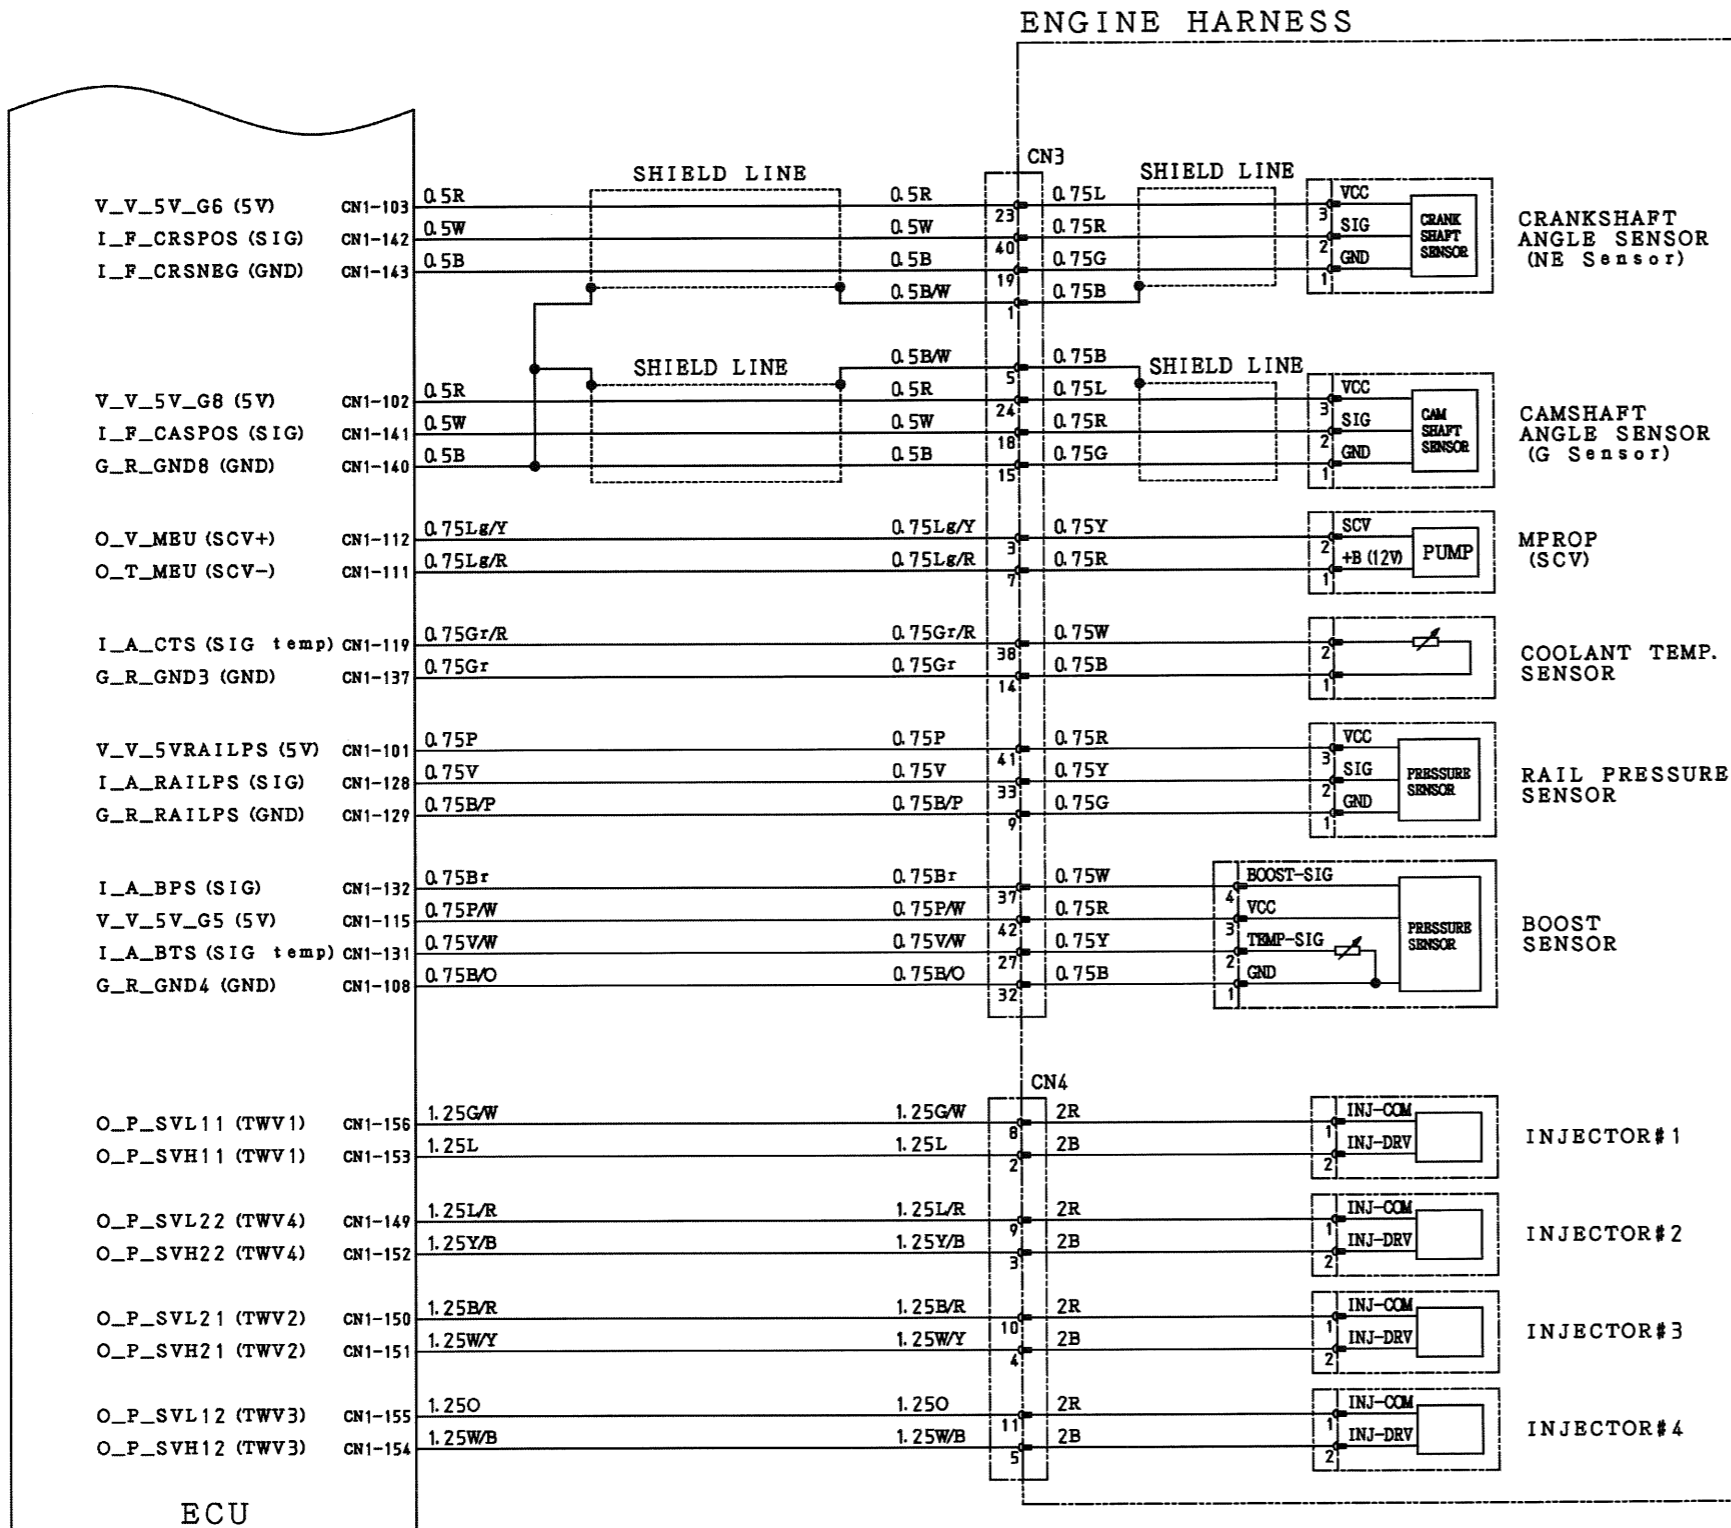 ENGINE HARNESS
CN3
SHIELD LINE SHIELD LINE
V_V_5V_G6 (5V) CN1-103 0.5R 0.5R 23 0.75L 3 VCC
I_F_CRSPOS (SIG) CN1-142 0.5W 0.5W 40 0.75R 2 SIG
I_F_CRSNEG (GND) CN1-143 0.5B 0.5B 19 0.75G 1 GND
0.5B/W 1 0.75B
CRANK
SHAFT
SENSOR
CRANKSHAFT
ANGLE SENSOR
(NE Sensor)
SHIELD LINE 0.5B/W 5 0.75B SHIELD LINE
V_V_5V_G8 (5V) CN1-102 0.5R 0.5R 24 0.75L 3 VCC
I_F_CASPOS (SIG) CN1-141 0.5W 0.5W 18 0.75R 2 SIG
G_R_GND8 (GND) CN1-140 0.5B 0.5B 15 0.75G 1 GND
CAM
SHAFT
SENSOR
CAMSHAFT
ANGLE SENSOR
(G Sensor)
O_V_MEU (SCV+) CN1-112 0.75Lg/Y 0.75Lg/Y 3 0.75Y 2 SCV
O_T_MEU (SCV-) CN1-111 0.75Lg/R 0.75Lg/R 7 0.75R 1 +B (12V)
PUMP
MPROP
(SCV)
I_A_CTS (SIG temp) CN1-119 0.75Gr/R 0.75Gr/R 38 0.75W 2
G_R_GND3 (GND) CN1-137 0.75Gr 0.75Gr 14 0.75B 1
COOLANT TEMP.
SENSOR
V_V_5VRAILPS (5V) CN1-101 0.75P 0.75P 41 0.75R 3 VCC
I_A_RAILPS (SIG) CN1-128 0.75V 0.75V 33 0.75Y 2 SIG
G_R_RAILPS (GND) CN1-129 0.75B/P 0.75B/P 9 0.75G 1 GND
PRESSURE
SENSOR
RAIL PRESSURE
SENSOR
I_A_BPS (SIG) CN1-132 0.75Br 0.75Br 37 0.75W 4 BOOST-SIG
V_V_5V_G5 (5V) CN1-115 0.75P/W 0.75P/W 42 0.75R 3 VCC
I_A_BTS (SIG temp) CN1-131 0.75V/W 0.75V/W 27 0.75Y 2 TEMP-SIG
G_R_GND4 (GND) CN1-108 0.75B/O 0.75B/O 32 0.75B 1 GND
PRESSURE
SENSOR
BOOST
SENSOR
CN4
O_P_SVL11 (TWV1) CN1-156 1.25G/W 1.25G/W 8 2R 1 INJ-COM
O_P_SVH11 (TWV1) CN1-153 1.25L 1.25L 2 2B 2 INJ-DRV
INJECTOR#1
O_P_SVL22 (TWV4) CN1-149 1.25L/R 1.25L/R 9 2R 1 INJ-COM
O_P_SVH22 (TWV4) CN1-152 1.25Y/B 1.25Y/B 3 2B 2 INJ-DRV
INJECTOR#2
O_P_SVL21 (TWV2) CN1-150 1.25B/R 1.25B/R 10 2R 1 INJ-COM
O_P_SVH21 (TWV2) CN1-151 1.25W/Y 1.25W/Y 4 2B 2 INJ-DRV
INJECTOR#3
O_P_SVL12 (TWV3) CN1-155 1.25O 1.25O 11 2R 1 INJ-COM
O_P_SVH12 (TWV3) CN1-154 1.25W/B 1.25W/B 5 2B 2 INJ-DRV
INJECTOR#4
ECU